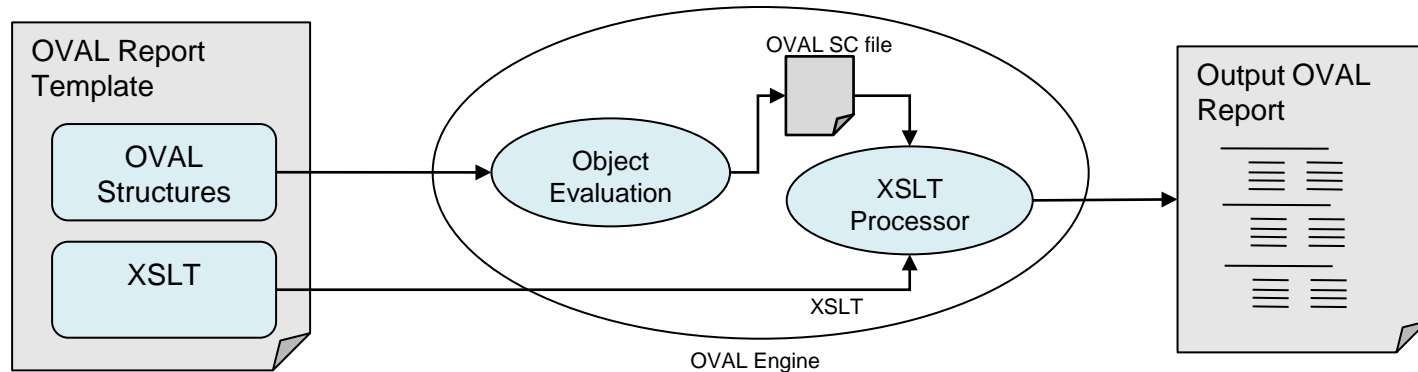 OVAL Report
Template
OVAL
Structures
XSLT
OVAL SC file
Object
Evaluation
XSLT
Processor
XSLT
OVAL Engine
Output OVAL
Report